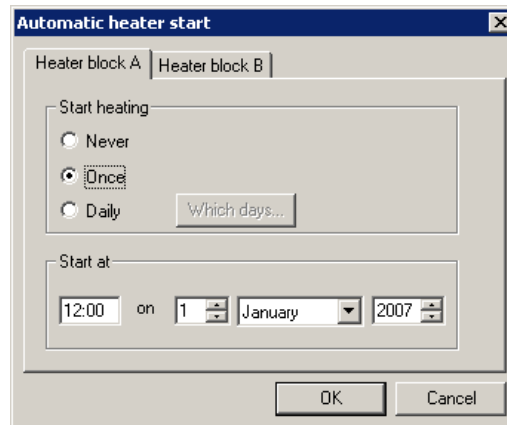 Automatic heater start
Heater block A Heater block B
Start heating
Never
Once
Daily Which days...
Start at
12:00 on 1 January 2007
OK Cancel